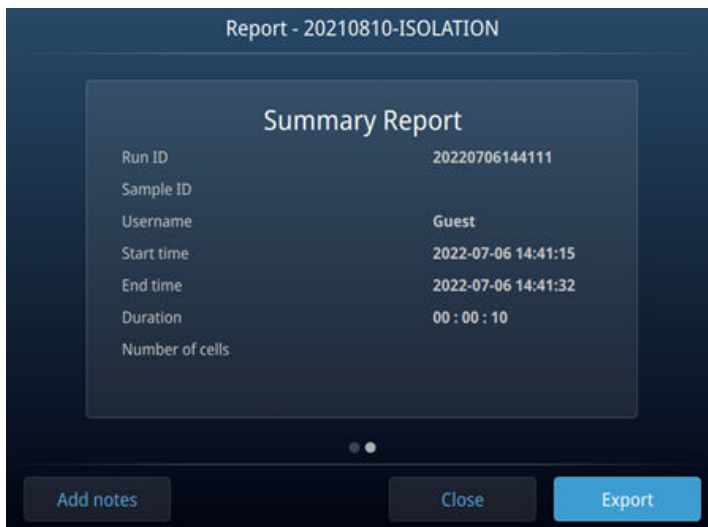 Report - 20210810-ISOLATION
Summary Report
Run ID 20220706144111
Sample ID
Username Guest
Start time 2022-07-06 14:41:15
End time 2022-07-06 14:41:32
Duration 00 : 00 : 10
Number of cells
Add notes Close Export